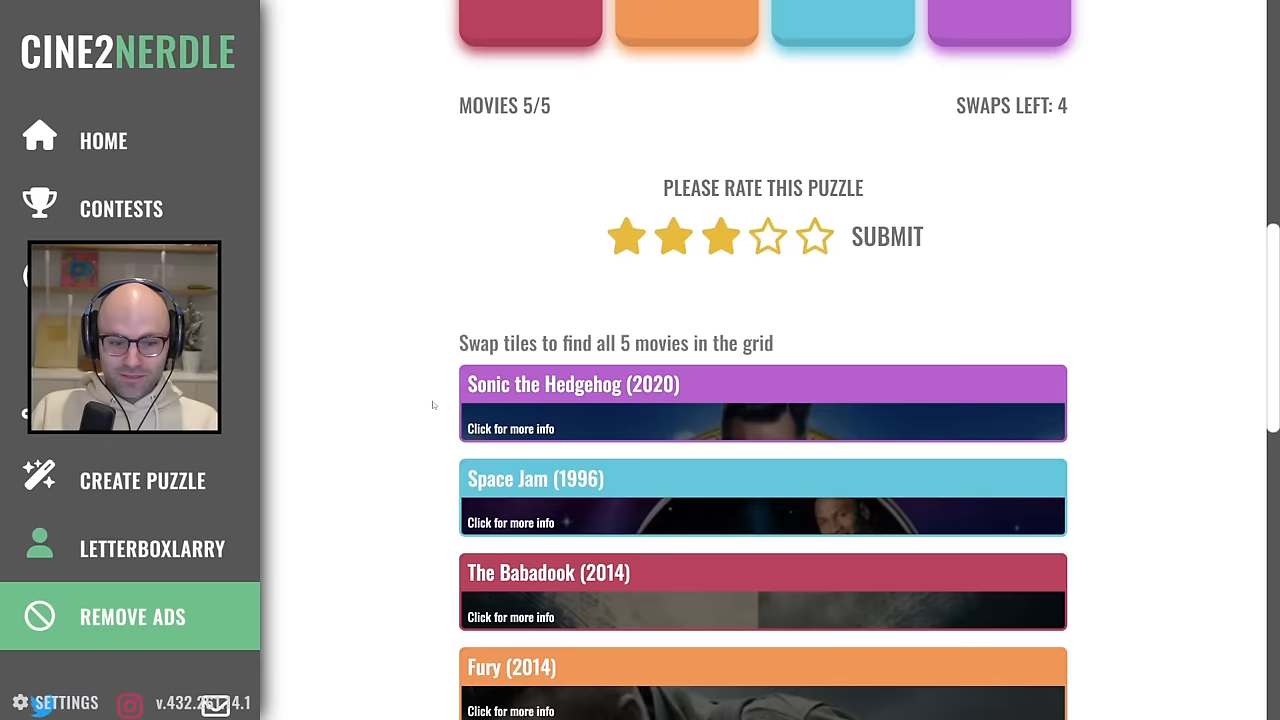 CINE2NERDLE
HOME
CONTESTS
CREATE PUZZLE
LETTERBOXLARRY
REMOVE ADS
SETTINGS
MOVIES 5/5
SWAPS LEFT: 4
PLEASE RATE THIS PUZZLE
SUBMIT
Swap tiles to find all 5 movies in the grid
Sonic the Hedgehog (2020)
Click for more info
Space Jam (1996)
Click for more info
The Babadook (2014)
Click for more info
Fury (2014)
Click for more info